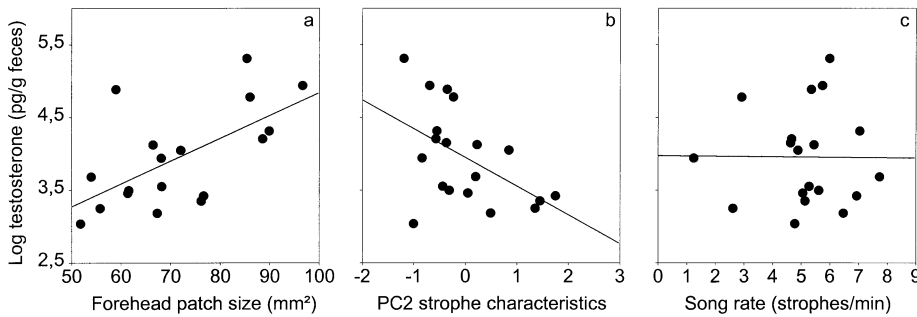 a
b
c
Log testosterone (pg/g feces)
5,5
4,5
3,5
2,5
50 60 70 80 90 100
-2 -1 0 1 2 3
0 1 2 3 4 5 6 7 8 9
Forehead patch size (mm²)
PC2 strophe characteristics
Song rate (strophes/min)